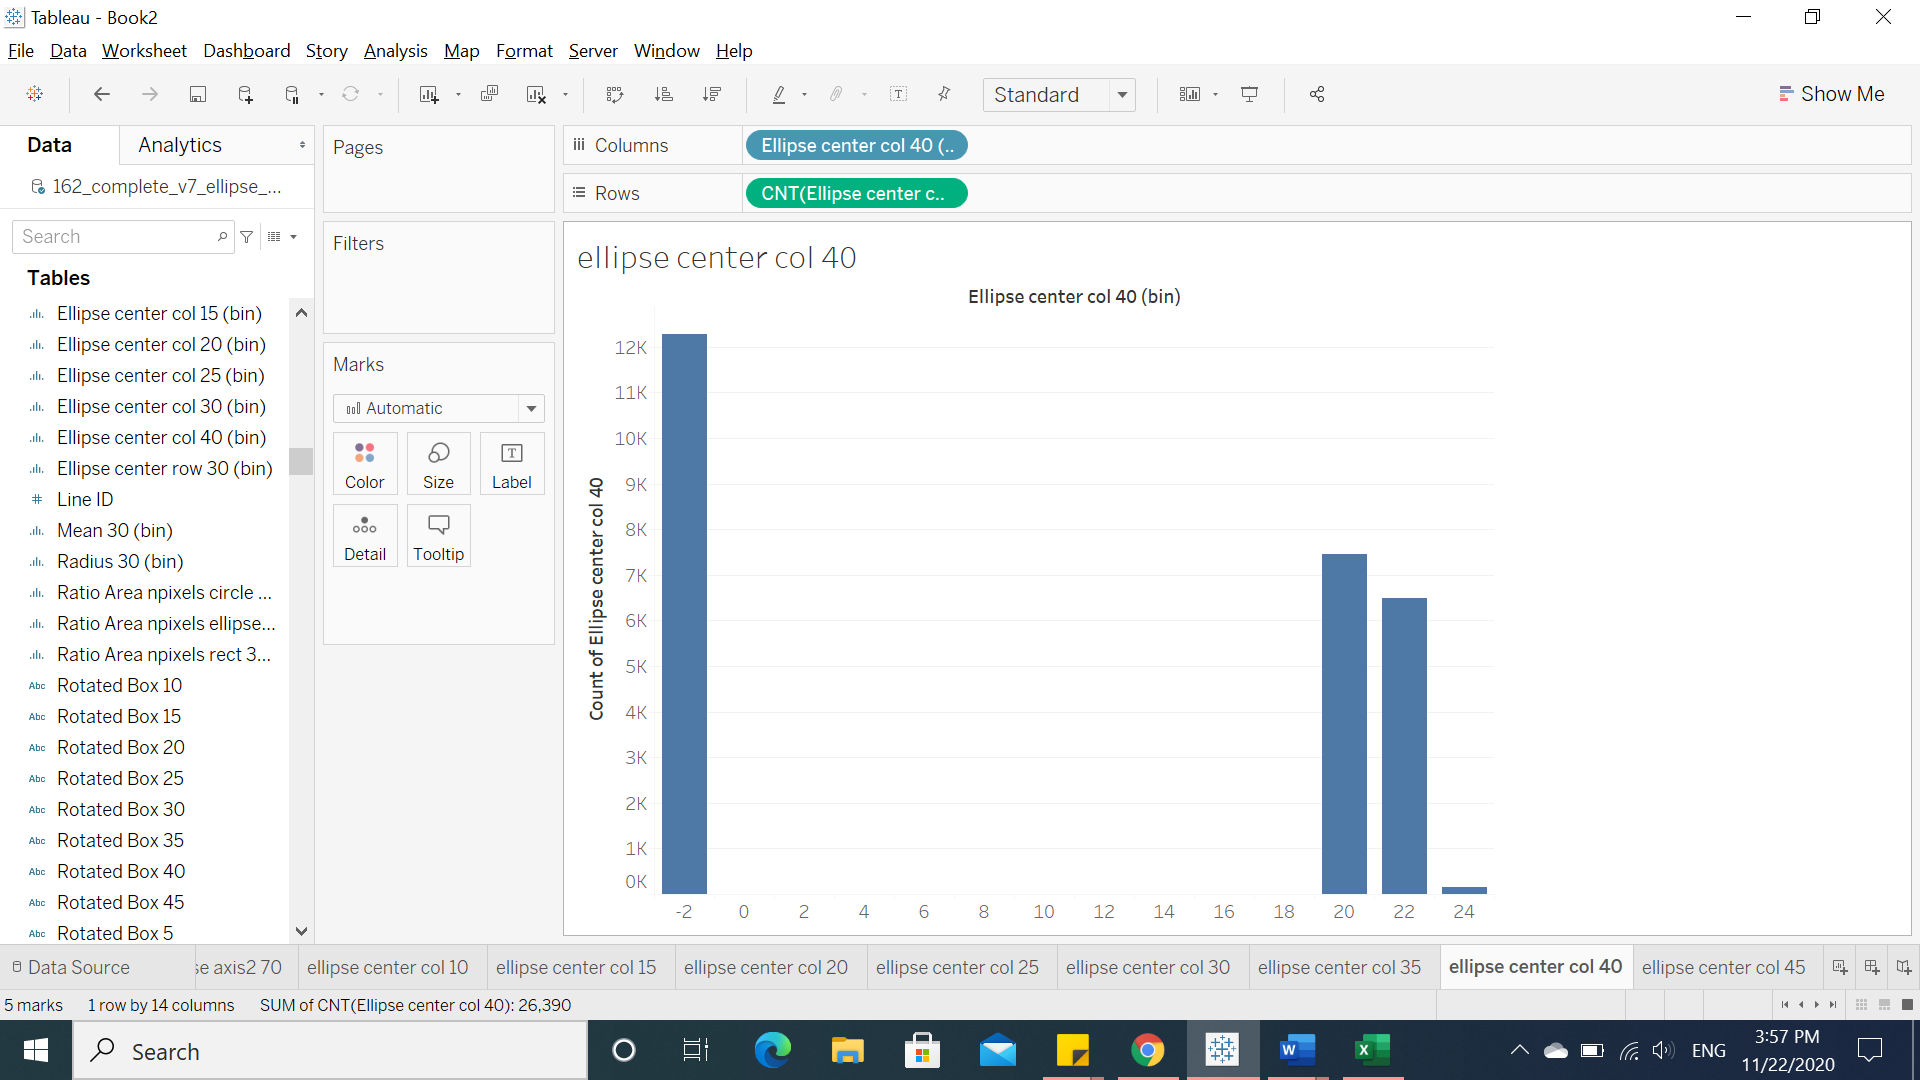 Tableau - Book2
File Data Worksheet Dashboard Story Analysis Map Format Server Window Help
Standard
Show Me
Data
Analytics
162_complete_v7_ellipse_...
Search
Tables
Ellipse center col 15 (bin)
Ellipse center col 20 (bin)
Ellipse center col 25 (bin)
Ellipse center col 30 (bin)
Ellipse center col 40 (bin)
Ellipse center row 30 (bin)
Line ID
Mean 30 (bin)
Radius 30 (bin)
Ratio Area npixels circle ...
Ratio Area npixels ellipse...
Ratio Area npixels rect 3...
Abc Rotated Box 10
Abc Rotated Box 15
Abc Rotated Box 20
Abc Rotated Box 25
Abc Rotated Box 30
Abc Rotated Box 35
Abc Rotated Box 40
Abc Rotated Box 45
Abc Rotated Box 5
Pages
Filters
Marks
Automatic
Color Size Label
Detail Tooltip
Columns
Ellipse center col 40 (..
Rows
CNT(Ellipse center c..
ellipse center col 40
Ellipse center col 40 (bin)
Count of Ellipse center col 40
12K
11K
10K
9K
8K
7K
6K
5K
4K
3K
2K
1K
0K
-2 0 2 4 6 8 10 12 14 16 18 20 22 24
Data Source
se axis2 70
ellipse center col 10
ellipse center col 15
ellipse center col 20
ellipse center col 25
ellipse center col 30
ellipse center col 35
ellipse center col 40
ellipse center col 45
5 marks 1 row by 14 columns SUM of CNT(Ellipse center col 40): 26,390
Search
ENG
3:57 PM
11/22/2020